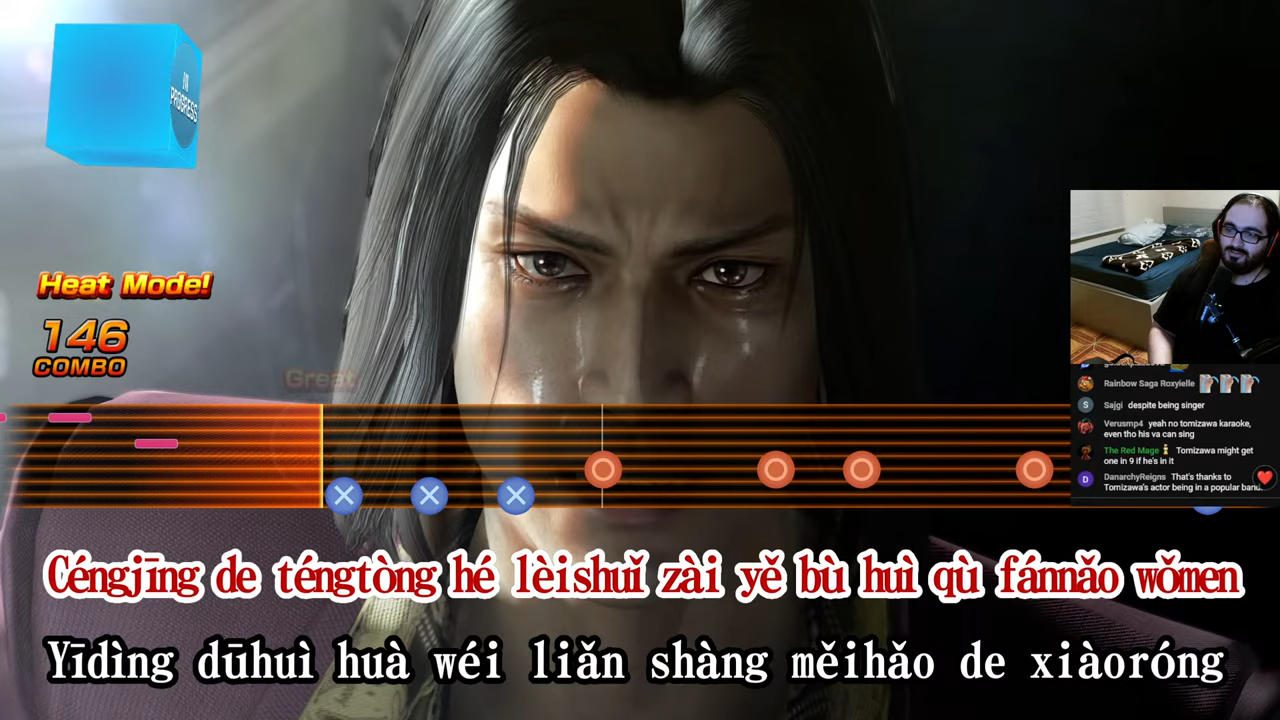 IN
PROGRESS
Heat Mode!
146
COMBO
Great
Rainbow Saga Roxyielle
S Sajgi despite being singer
Verusmp4 yeah no tomizawa karaoke,
even tho his va can sing
The Red Mage Tomizawa might get
one in 9 if he's in it
D DanarchyReigns That's thanks to
Tomizawa's actor being in a popular band.
Céngjīng de téngtòng hé lèishuǐ zài yě bù huì qù fánnǎo wǒmen
Yīdìng dūhuì huà wéi liǎn shàng měihǎo de xiàoróng